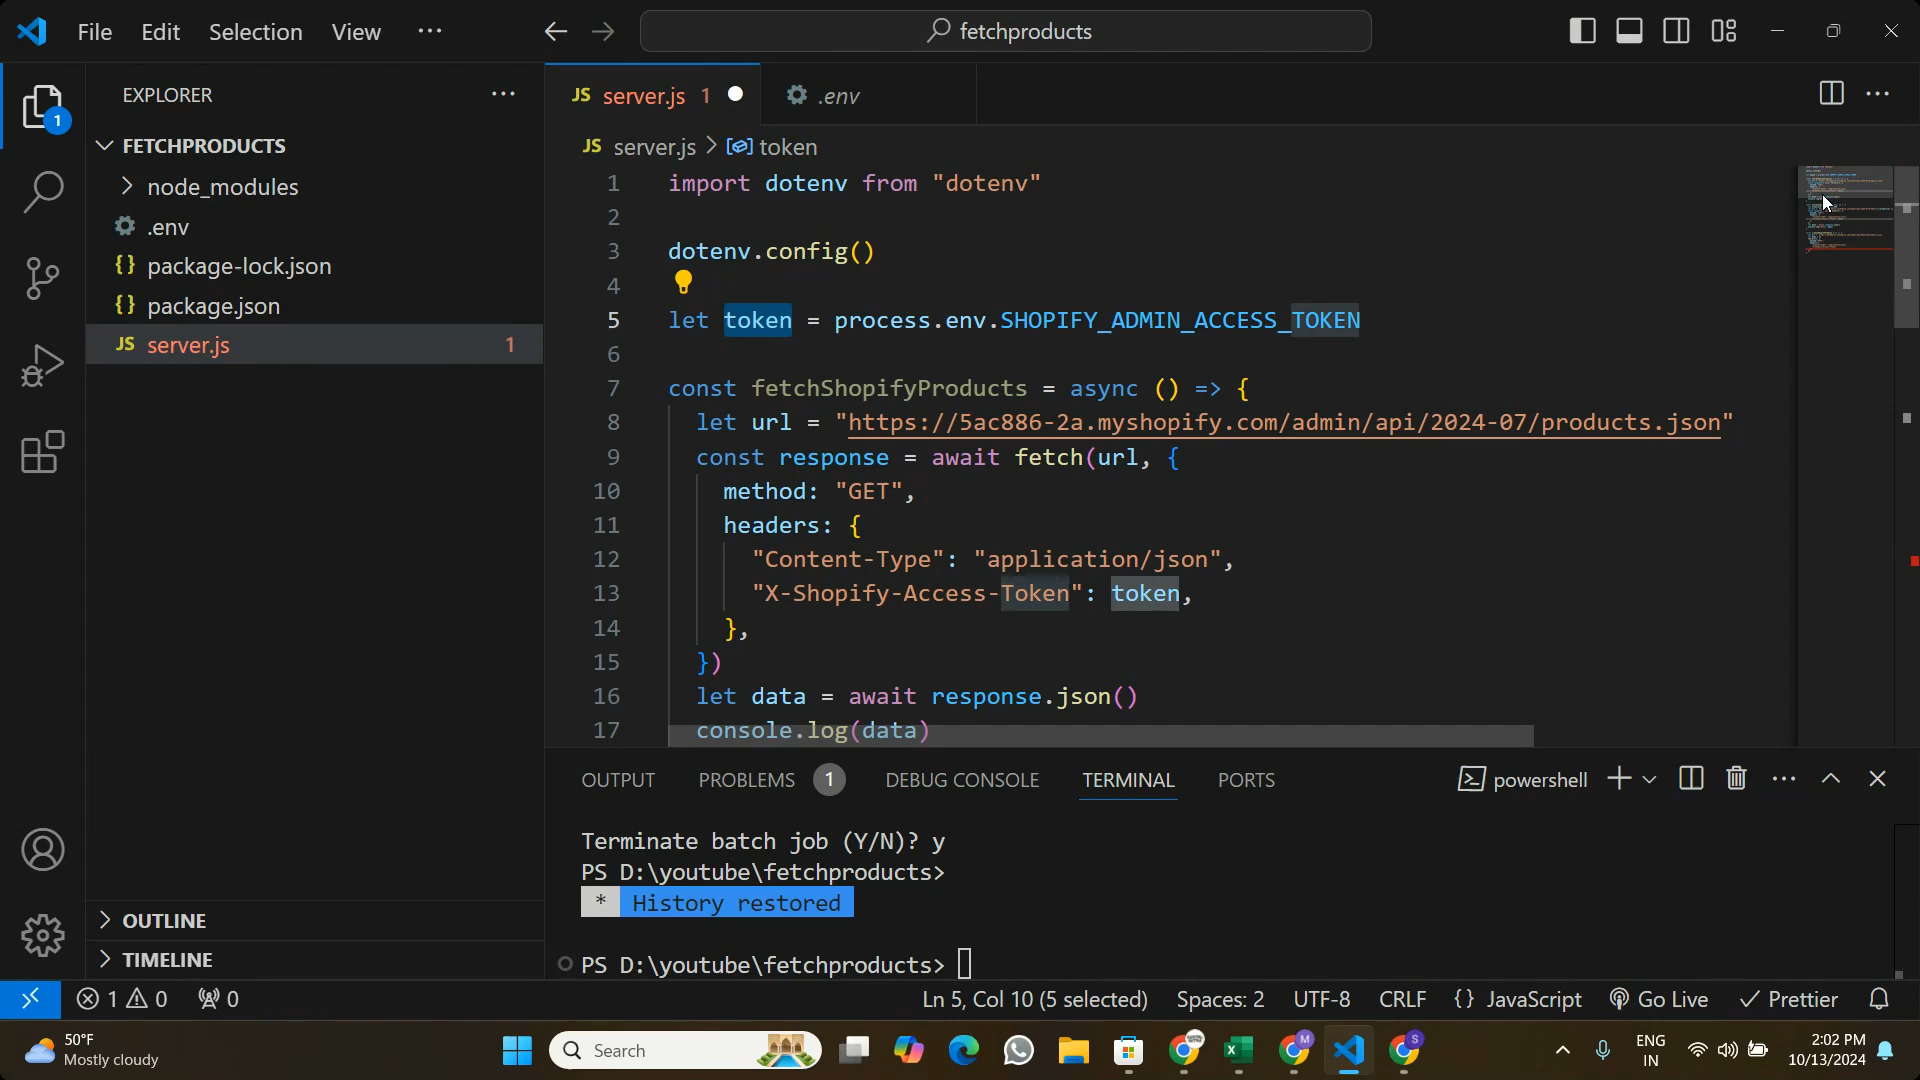 File Edit Selection View ···
fetchproducts
EXPLORER ···
1
FETCHPRODUCTS
node_modules
.env
{} package-lock.json
{} package.json
JS server.js 1
JS server.js 1
.env
JS server.js > token
1 import dotenv from "dotenv"
2
3 dotenv.config()
4
5 let token = process.env.SHOPIFY_ADMIN_ACCESS_TOKEN
6
7 const fetchShopifyProducts = async () => {
8 let url = "https://5ac886-2a.myshopify.com/admin/api/2024-07/products.json"
9 const response = await fetch(url, {
10 method: "GET",
11 headers: {
12 "Content-Type": "application/json",
13 "X-Shopify-Access-Token": token,
14 },
15 })
16 let data = await response.json()
17 console.log(data)
OUTPUT PROBLEMS 1 DEBUG CONSOLE TERMINAL PORTS
powershell
Terminate batch job (Y/N)? y
PS D:\youtube\fetchproducts>
* History restored
PS D:\youtube\fetchproducts>
OUTLINE
TIMELINE
1 0 0
Ln 5, Col 10 (5 selected) Spaces: 2 UTF-8 CRLF {} JavaScript Go Live Prettier
50°F
Mostly cloudy
Search
M
S
ENG
IN
2:02 PM
10/13/2024